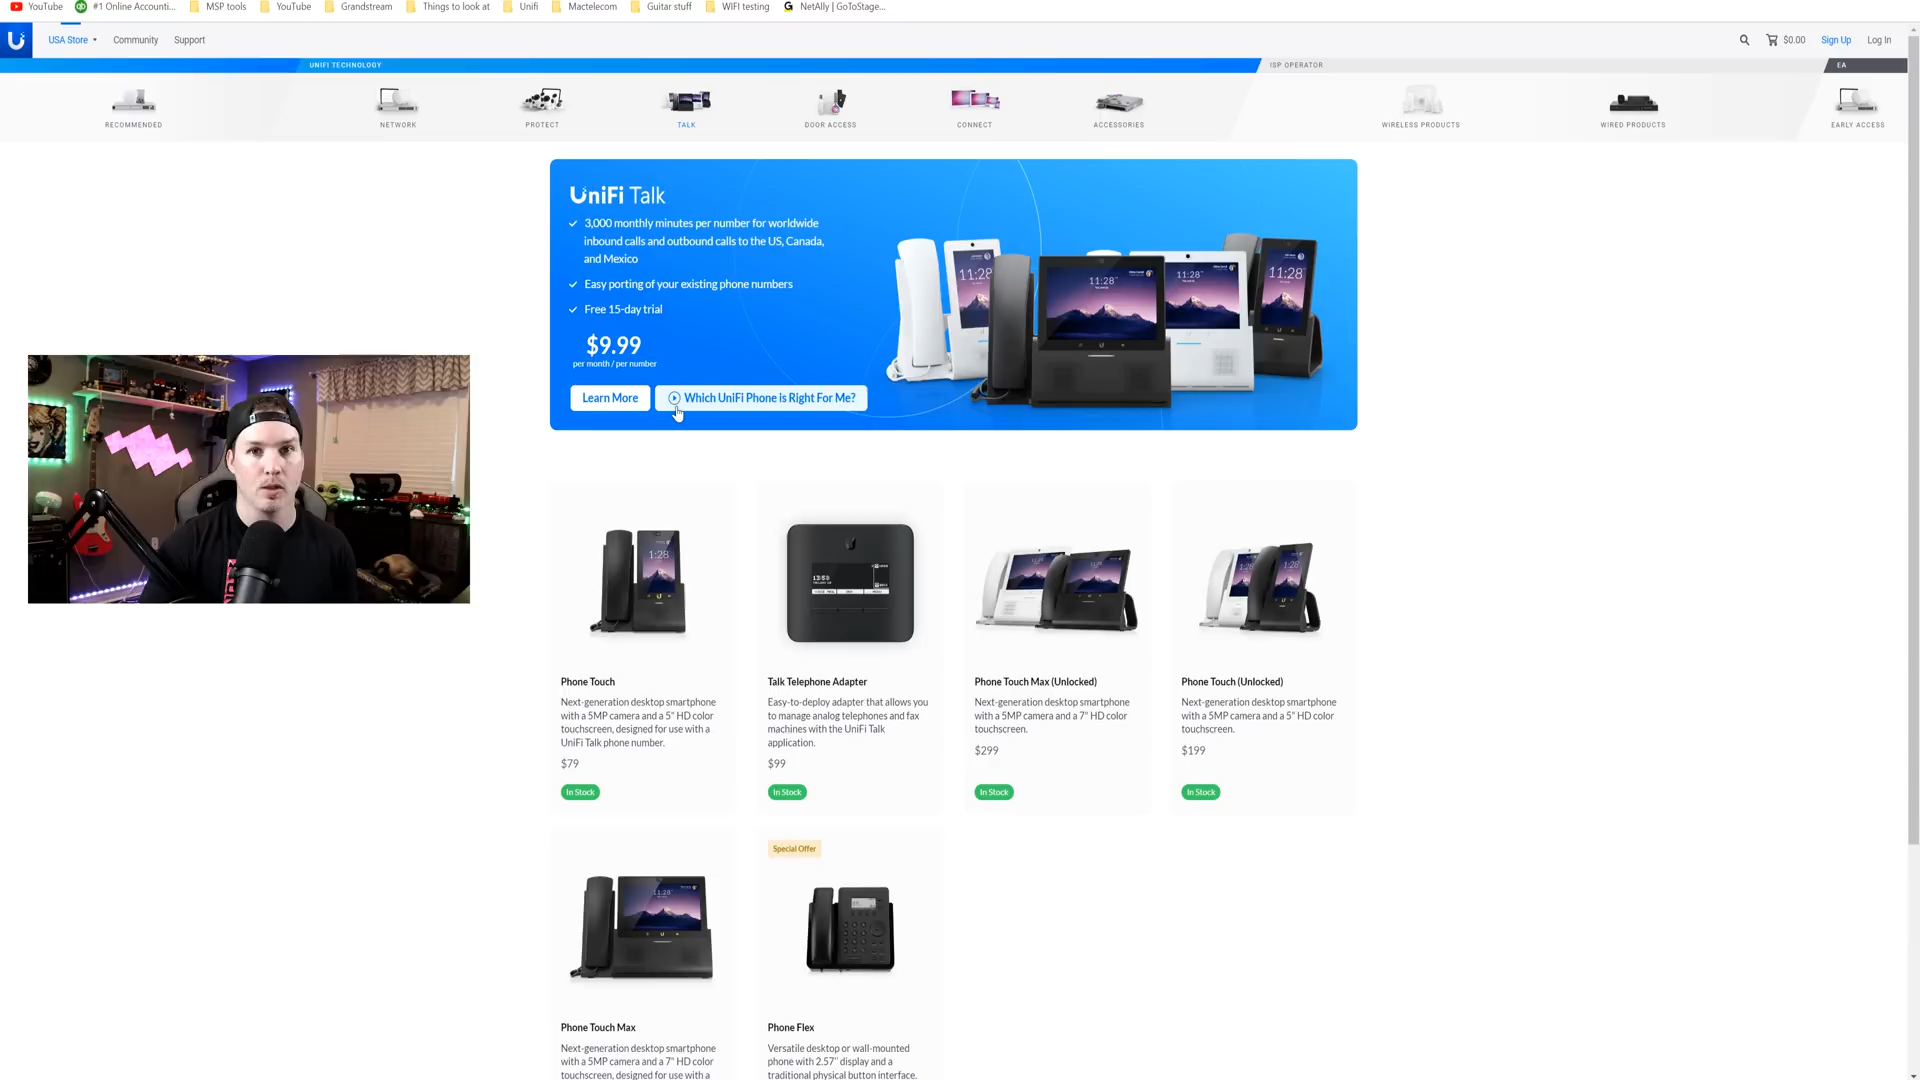 YouTube
#1 Online Accounti...
MSP tools
YouTube
Grandstream
Things to look at
Unifi
Mactelecom
Guitar stuff
WIFI testing
NetAlly | GoToStage...
USA Store
Community
Support
$0.00
Sign Up
Log In
UNIFI TECHNOLOGY
ISP OPERATOR
EA
RECOMMENDED
NETWORK
PROTECT
TALK
DOOR ACCESS
CONNECT
ACCESSORIES
WIRELESS PRODUCTS
WIRED PRODUCTS
EARLY ACCESS
UniFi Talk
3,000 monthly minutes per number for worldwide
inbound calls and outbound calls to the US, Canada,
and Mexico
Easy porting of your existing phone numbers
Free 15-day trial
$9.99
per month / per number
Learn More
Which UniFi Phone is Right For Me?
11:28
11:28
11:28
11:28
1:28
13:53
1:28
Phone Touch
Next-generation desktop smartphone
with a 5MP camera and a 5" HD color
touchscreen, designed for use with a
UniFi Talk phone number.
$79
In Stock
Talk Telephone Adapter
Easy-to-deploy adapter that allows you
to manage analog telephones and fax
machines with the UniFi Talk
application.
$99
In Stock
Phone Touch Max (Unlocked)
Next-generation desktop smartphone
with a 5MP camera and a 7" HD color
touchscreen.
$299
In Stock
Phone Touch (Unlocked)
Next-generation desktop smartphone
with a 5MP camera and a 5" HD color
touchscreen.
$199
In Stock
11:28
Phone Touch Max
Next-generation desktop smartphone
with a 5MP camera and a 7" HD color
touchscreen, designed for use with a
Special Offer
Phone Flex
Versatile desktop or wall-mounted
phone with 2.57" display and a
traditional physical button interface.